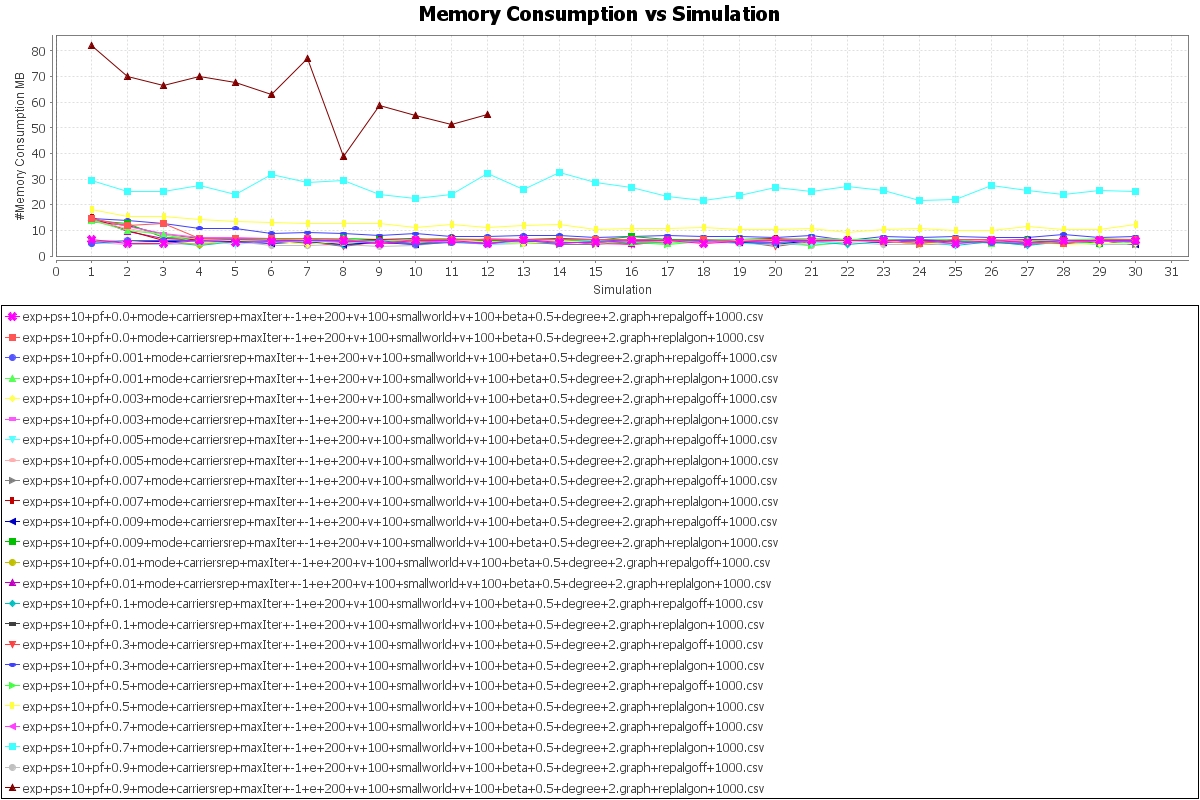 Memory Consumption vs Simulation
#Memory Consumption MB
80
70
60
50
40
30
20
10
0
0 1 2 3 4 5 6 7 8 9 10 11 12 13 14 15 16 17 18 19 20 21 22 23 24 25 26 27 28 29 30 31
Simulation
exp+ps+10+pf+0.0+mode+carriersrep+maxIter+-1+e+200+v+100+smallworld+v+100+beta+0.5+degree+2.graph+repalgoff+1000.csv
exp+ps+10+pf+0.0+mode+carriersrep+maxIter+-1+e+200+v+100+smallworld+v+100+beta+0.5+degree+2.graph+replalgon+1000.csv
exp+ps+10+pf+0.001+mode+carriersrep+maxIter+-1+e+200+v+100+smallworld+v+100+beta+0.5+degree+2.graph+repalgoff+1000.csv
exp+ps+10+pf+0.001+mode+carriersrep+maxIter+-1+e+200+v+100+smallworld+v+100+beta+0.5+degree+2.graph+replalgon+1000.csv
exp+ps+10+pf+0.003+mode+carriersrep+maxIter+-1+e+200+v+100+smallworld+v+100+beta+0.5+degree+2.graph+repalgoff+1000.csv
exp+ps+10+pf+0.003+mode+carriersrep+maxIter+-1+e+200+v+100+smallworld+v+100+beta+0.5+degree+2.graph+replalgon+1000.csv
exp+ps+10+pf+0.005+mode+carriersrep+maxIter+-1+e+200+v+100+smallworld+v+100+beta+0.5+degree+2.graph+repalgoff+1000.csv
exp+ps+10+pf+0.005+mode+carriersrep+maxIter+-1+e+200+v+100+smallworld+v+100+beta+0.5+degree+2.graph+replalgon+1000.csv
exp+ps+10+pf+0.007+mode+carriersrep+maxIter+-1+e+200+v+100+smallworld+v+100+beta+0.5+degree+2.graph+repalgoff+1000.csv
exp+ps+10+pf+0.007+mode+carriersrep+maxIter+-1+e+200+v+100+smallworld+v+100+beta+0.5+degree+2.graph+replalgon+1000.csv
exp+ps+10+pf+0.009+mode+carriersrep+maxIter+-1+e+200+v+100+smallworld+v+100+beta+0.5+degree+2.graph+repalgoff+1000.csv
exp+ps+10+pf+0.009+mode+carriersrep+maxIter+-1+e+200+v+100+smallworld+v+100+beta+0.5+degree+2.graph+replalgon+1000.csv
exp+ps+10+pf+0.01+mode+carriersrep+maxIter+-1+e+200+v+100+smallworld+v+100+beta+0.5+degree+2.graph+repalgoff+1000.csv
exp+ps+10+pf+0.01+mode+carriersrep+maxIter+-1+e+200+v+100+smallworld+v+100+beta+0.5+degree+2.graph+replalgon+1000.csv
exp+ps+10+pf+0.1+mode+carriersrep+maxIter+-1+e+200+v+100+smallworld+v+100+beta+0.5+degree+2.graph+repalgoff+1000.csv
exp+ps+10+pf+0.1+mode+carriersrep+maxIter+-1+e+200+v+100+smallworld+v+100+beta+0.5+degree+2.graph+replalgon+1000.csv
exp+ps+10+pf+0.3+mode+carriersrep+maxIter+-1+e+200+v+100+smallworld+v+100+beta+0.5+degree+2.graph+repalgoff+1000.csv
exp+ps+10+pf+0.3+mode+carriersrep+maxIter+-1+e+200+v+100+smallworld+v+100+beta+0.5+degree+2.graph+replalgon+1000.csv
exp+ps+10+pf+0.5+mode+carriersrep+maxIter+-1+e+200+v+100+smallworld+v+100+beta+0.5+degree+2.graph+repalgoff+1000.csv
exp+ps+10+pf+0.5+mode+carriersrep+maxIter+-1+e+200+v+100+smallworld+v+100+beta+0.5+degree+2.graph+replalgon+1000.csv
exp+ps+10+pf+0.7+mode+carriersrep+maxIter+-1+e+200+v+100+smallworld+v+100+beta+0.5+degree+2.graph+repalgoff+1000.csv
exp+ps+10+pf+0.7+mode+carriersrep+maxIter+-1+e+200+v+100+smallworld+v+100+beta+0.5+degree+2.graph+replalgon+1000.csv
exp+ps+10+pf+0.9+mode+carriersrep+maxIter+-1+e+200+v+100+smallworld+v+100+beta+0.5+degree+2.graph+repalgoff+1000.csv
exp+ps+10+pf+0.9+mode+carriersrep+maxIter+-1+e+200+v+100+smallworld+v+100+beta+0.5+degree+2.graph+replalgon+1000.csv